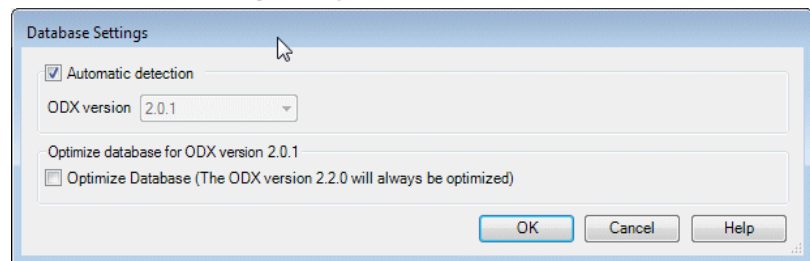 Database Settings
Automatic detection
ODX version 2.0.1
Optimize database for ODX version 2.0.1
Optimize Database (The ODX version 2.2.0 will always be optimized)
OK Cancel Help